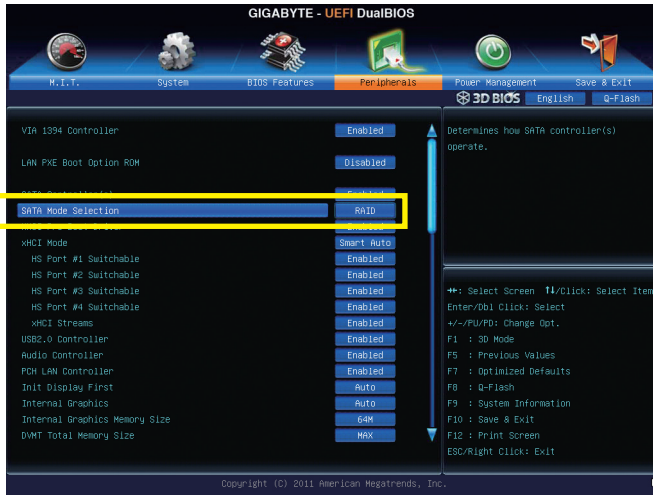 GIGABYTE - UEFI DualBIOS
M.I.T. System BIOS Features Peripherals Power Management Save & Exit
3D BIOS English Q-Flash
VIA 1394 Controller Enabled
LAN PXE Boot Option ROM Disabled
SATA Controller(s) Enabled
SATA Mode Selection RAID
Enabled
xHCI Mode Smart Auto
HS Port #1 Switchable Enabled
HS Port #2 Switchable Enabled
HS Port #3 Switchable Enabled
HS Port #4 Switchable Enabled
xHCI Streams Enabled
USB2.0 Controller Enabled
Audio Controller Enabled
PCH LAN Controller Enabled
Init Display First Auto
Internal Graphics Auto
Internal Graphics Memory Size 64M
DVMT Total Memory Size MAX
Determines how SATA controller(s)
operate.
→←: Select Screen ↑↓/Click: Select Item
Enter/Dbl Click: Select
+/-/PU/PD: Change Opt.
F1 : 3D Mode
F5 : Previous Values
F7 : Optimized Defaults
F8 : Q-Flash
F9 : System Information
F10 : Save & Exit
F12 : Print Screen
ESC/Right Click: Exit
Copyright (C) 2011 American Megatrends, Inc.